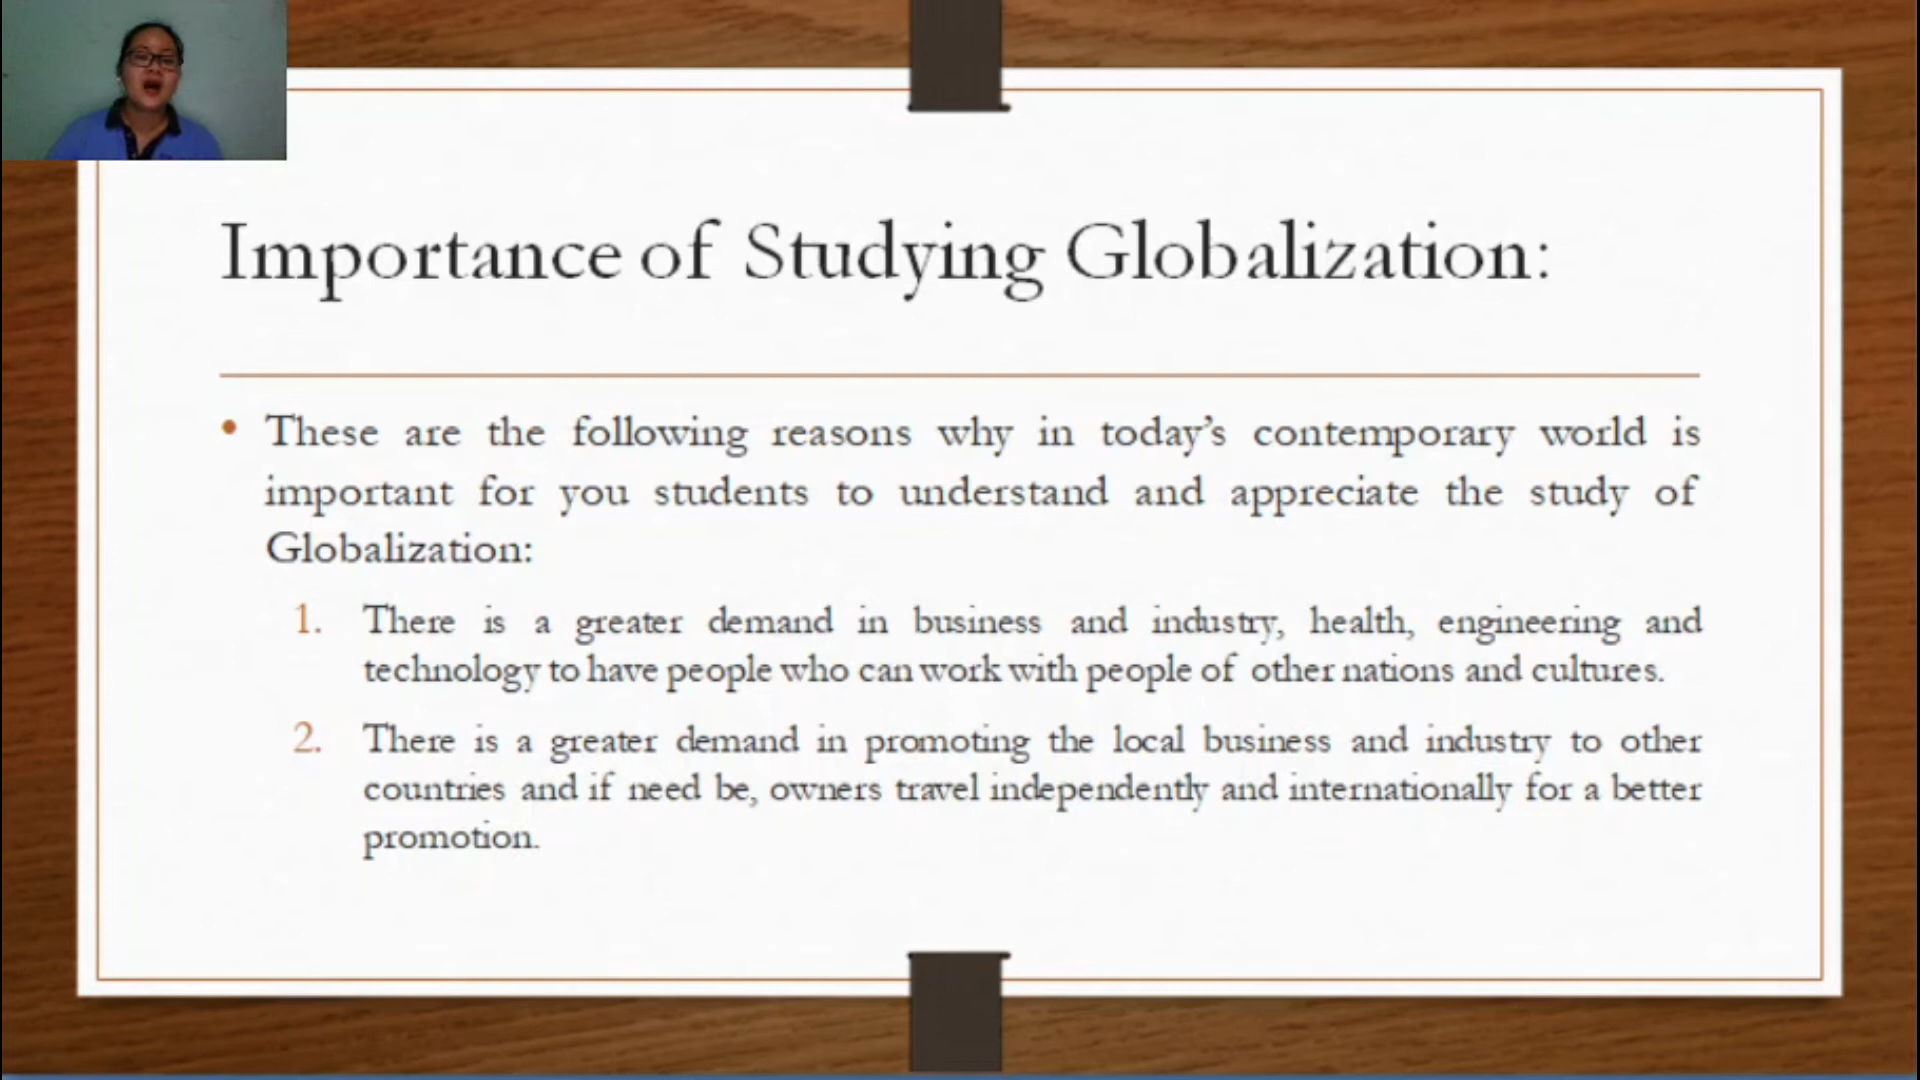 Importance of Studying Globalization:
• These are the following reasons why in today’s contemporary world is
important for you students to understand and appreciate the study of
Globalization:
1. There is a greater demand in business and industry, health, engineering and
technology to have people who can work with people of other nations and cultures.
2. There is a greater demand in promoting the local business and industry to other
countries and if need be, owners travel independently and internationally for a better
promotion.